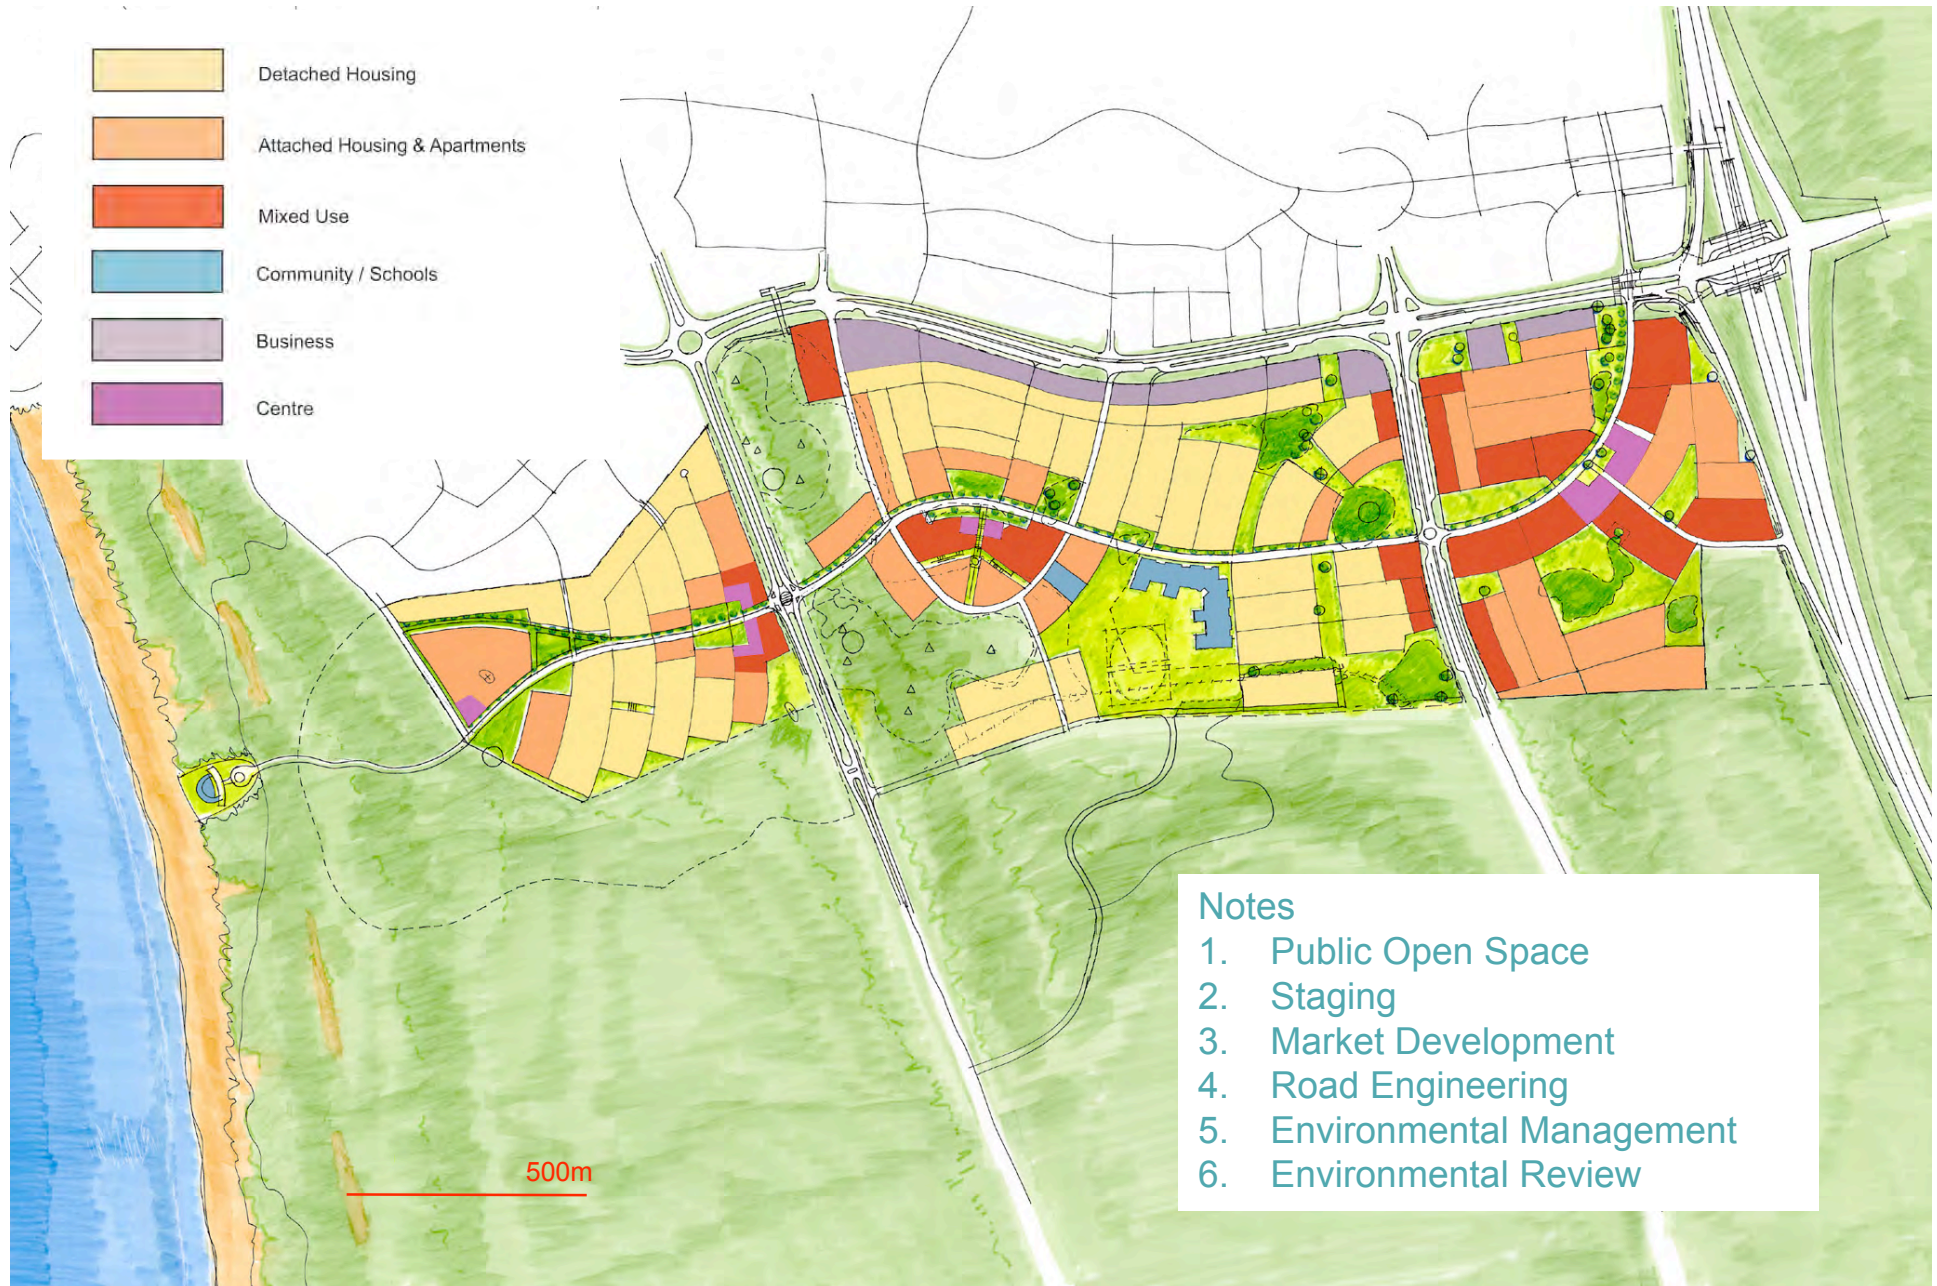 Detached Housing
Attached Housing & Apartments
Mixed Use
Community / Schools
Business
Centre
500m
Notes
1. Public Open Space
2. Staging
3. Market Development
4. Road Engineering
5. Environmental Management
6. Environmental Review